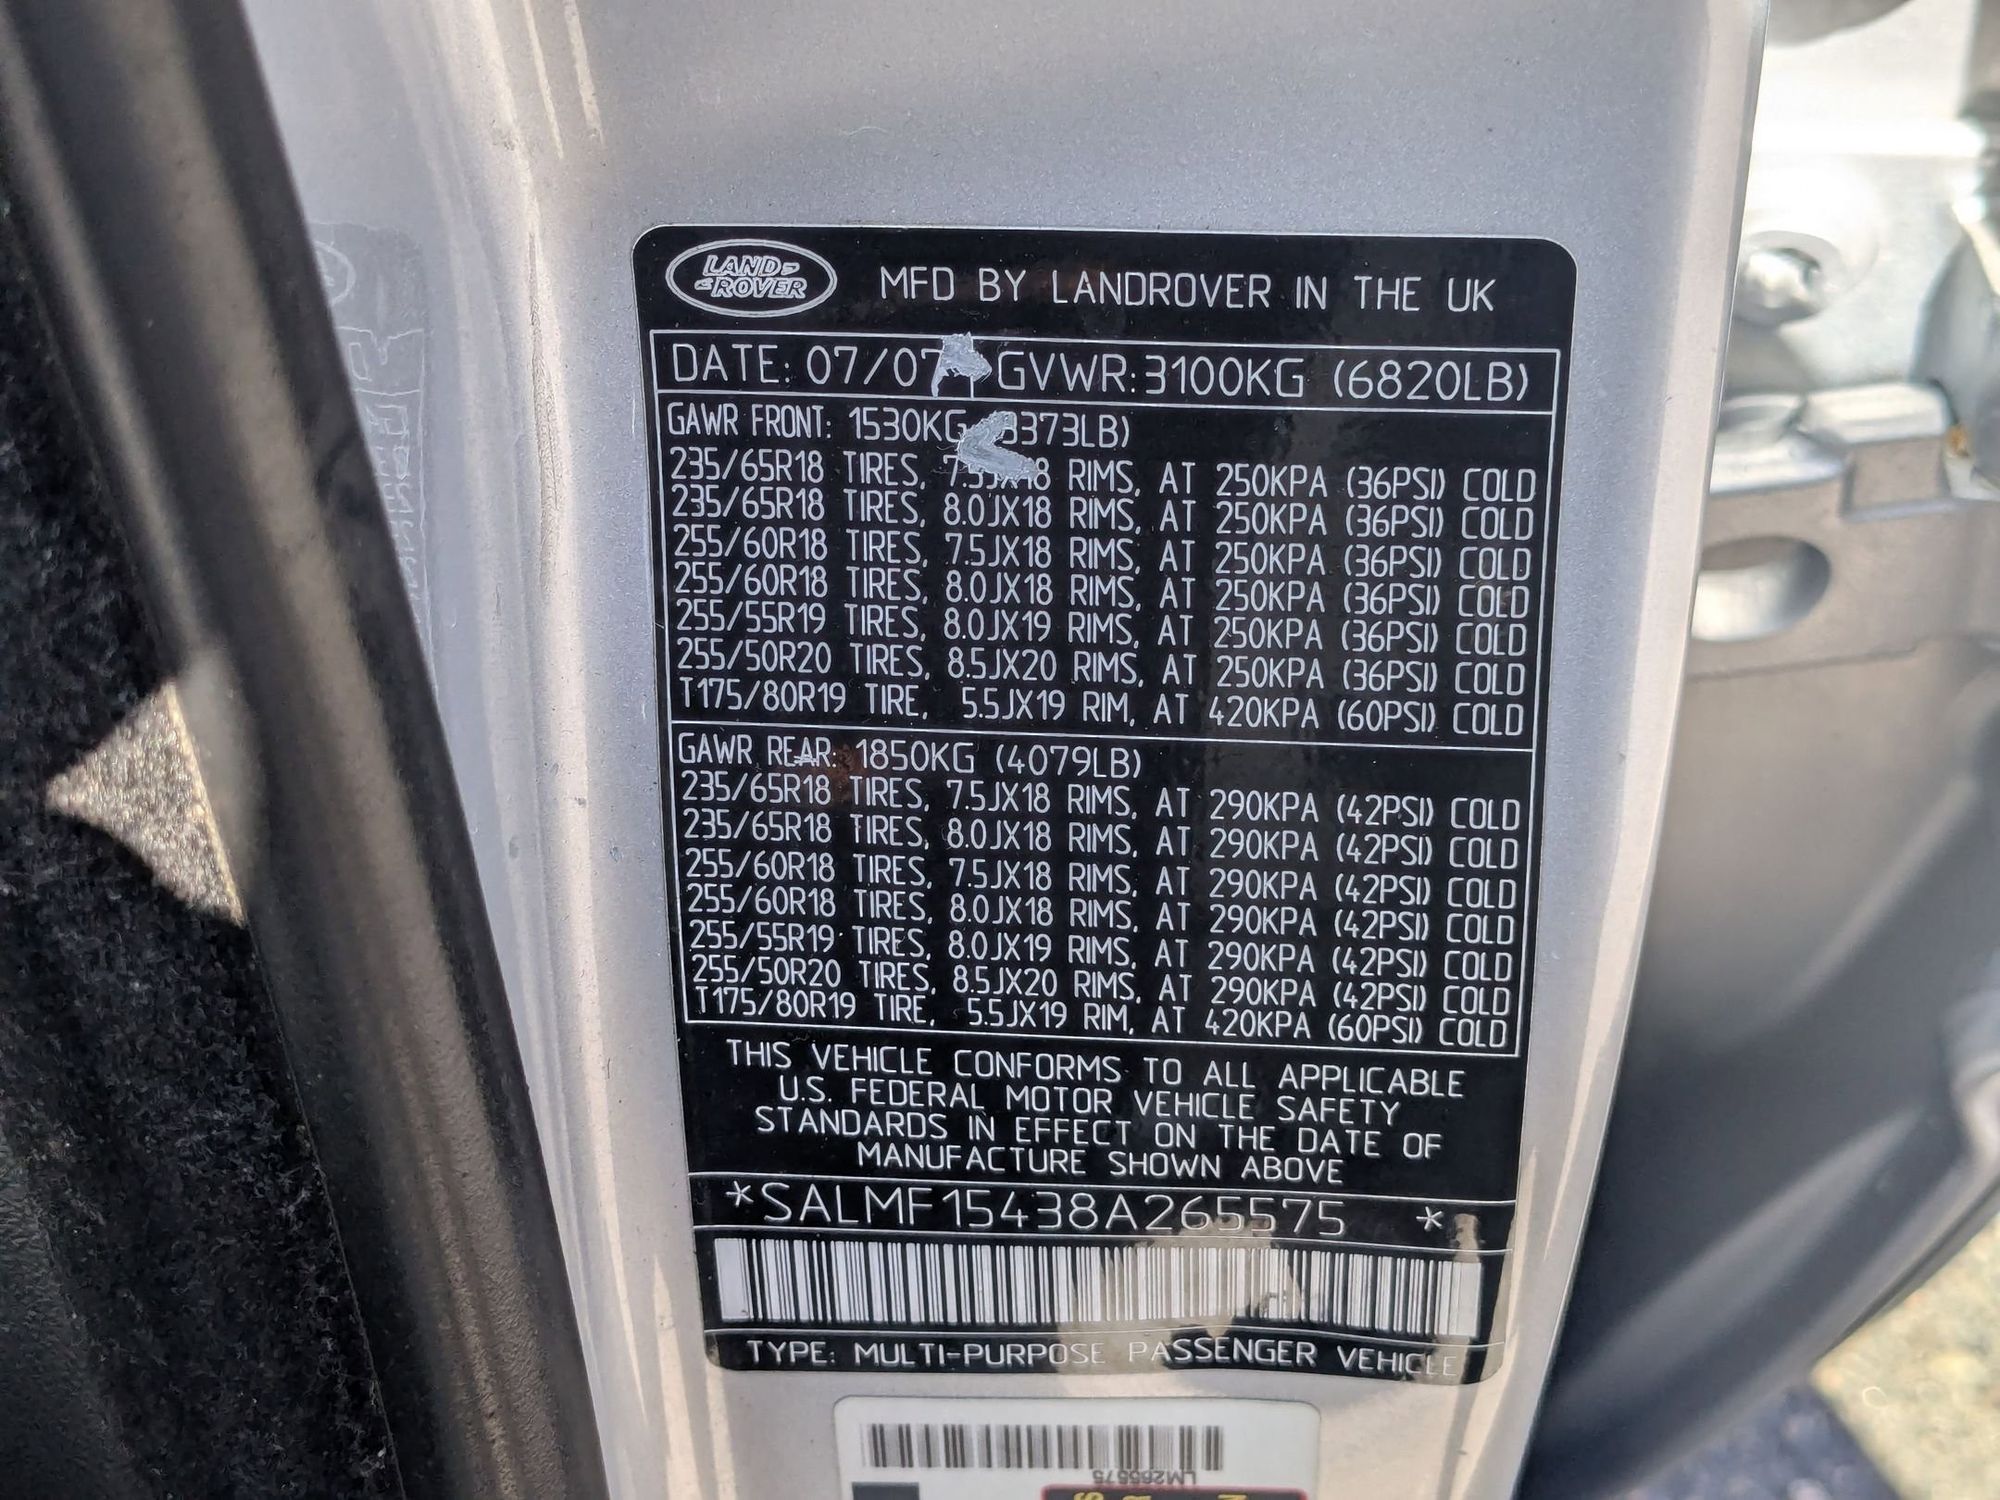 LAND ROVER MFD BY LANDROVER IN THE UK
DATE: 07/07 GVWR: 3100KG (6820LB)
GAWR FRONT: 1530KG (3373LB)
235/65R18 TIRES, 7.5JX18 RIMS, AT 250KPA (36PSI) COLD
235/65R18 TIRES, 8.0JX18 RIMS, AT 250KPA (36PSI) COLD
255/60R18 TIRES, 7.5JX18 RIMS, AT 250KPA (36PSI) COLD
255/60R18 TIRES, 8.0JX18 RIMS, AT 250KPA (36PSI) COLD
255/55R19 TIRES, 8.0JX19 RIMS, AT 250KPA (36PSI) COLD
255/50R20 TIRES, 8.5JX20 RIMS, AT 250KPA (36PSI) COLD
T175/80R19 TIRE, 5.5JX19 RIM, AT 420KPA (60PSI) COLD
GAWR REAR: 1850KG (4079LB)
235/65R18 TIRES, 7.5JX18 RIMS, AT 290KPA (42PSI) COLD
235/65R18 TIRES, 8.0JX18 RIMS, AT 290KPA (42PSI) COLD
255/60R18 TIRES, 7.5JX18 RIMS, AT 290KPA (42PSI) COLD
255/60R18 TIRES, 8.0JX18 RIMS, AT 290KPA (42PSI) COLD
255/55R19 TIRES, 8.0JX19 RIMS, AT 290KPA (42PSI) COLD
255/50R20 TIRES, 8.5JX20 RIMS, AT 290KPA (42PSI) COLD
T175/80R19 TIRE, 5.5JX19 RIM, AT 420KPA (60PSI) COLD
THIS VEHICLE CONFORMS TO ALL APPLICABLE
U.S. FEDERAL MOTOR VEHICLE SAFETY
STANDARDS IN EFFECT ON THE DATE OF
MANUFACTURE SHOWN ABOVE
*SALMF15438A265575 *
TYPE: MULTI-PURPOSE PASSENGER VEHICLE
LM265575